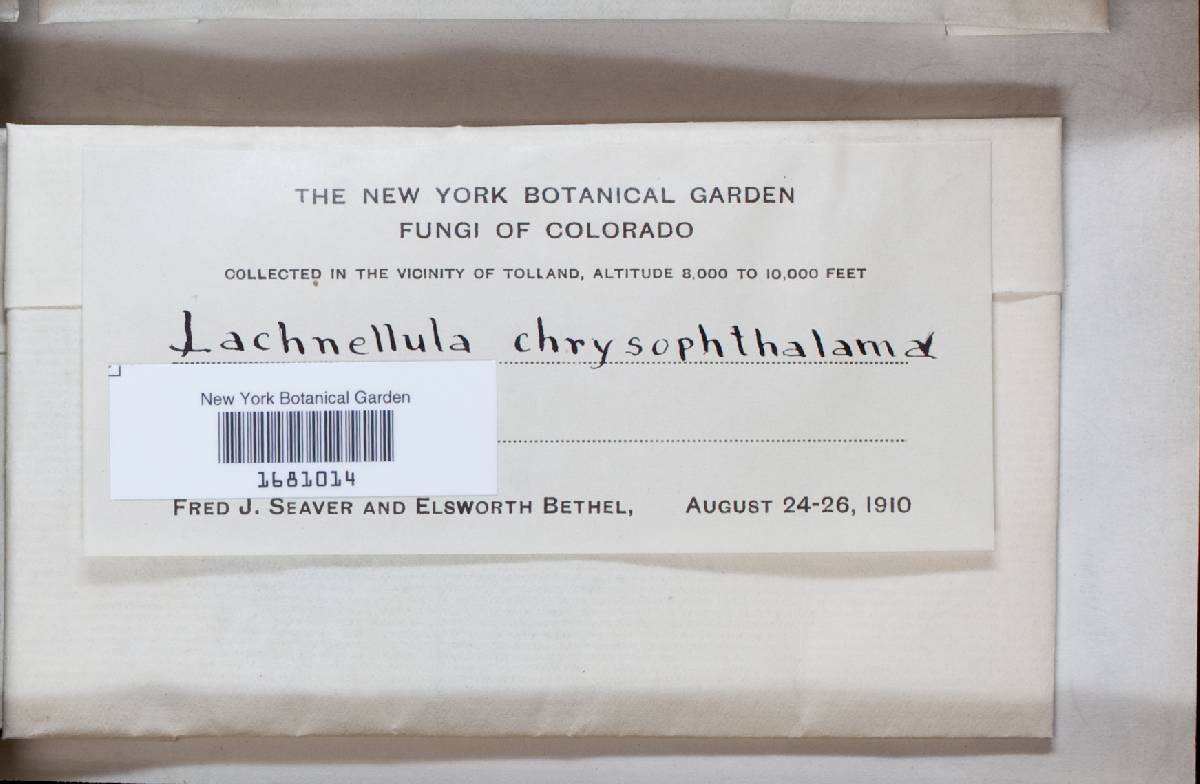 THE NEW YORK BOTANICAL GARDEN
FUNGI OF COLORADO
COLLECTED IN THE VICINITY OF TOLLAND, ALTITUDE 8,000 TO 10,000 FEET
Lachnellula chrysophthalama
New York Botanical Garden
1681014
FRED J. SEAVER AND ELSWORTH BETHEL, AUGUST 24-26, 1910